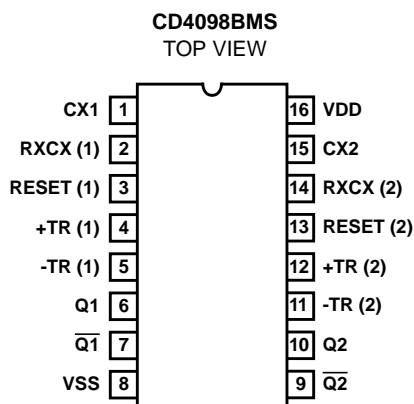 CD4098BMS
TOP VIEW
CX1 1 16 VDD
RXCX (1) 2 15 CX2
RESET (1) 3 14 RXCX (2)
+TR (1) 4 13 RESET (2)
-TR (1) 5 12 +TR (2)
Q1 6 11 -TR (2)
Q̅1̅ 7 10 Q2
VSS 8 9 Q̅2̅